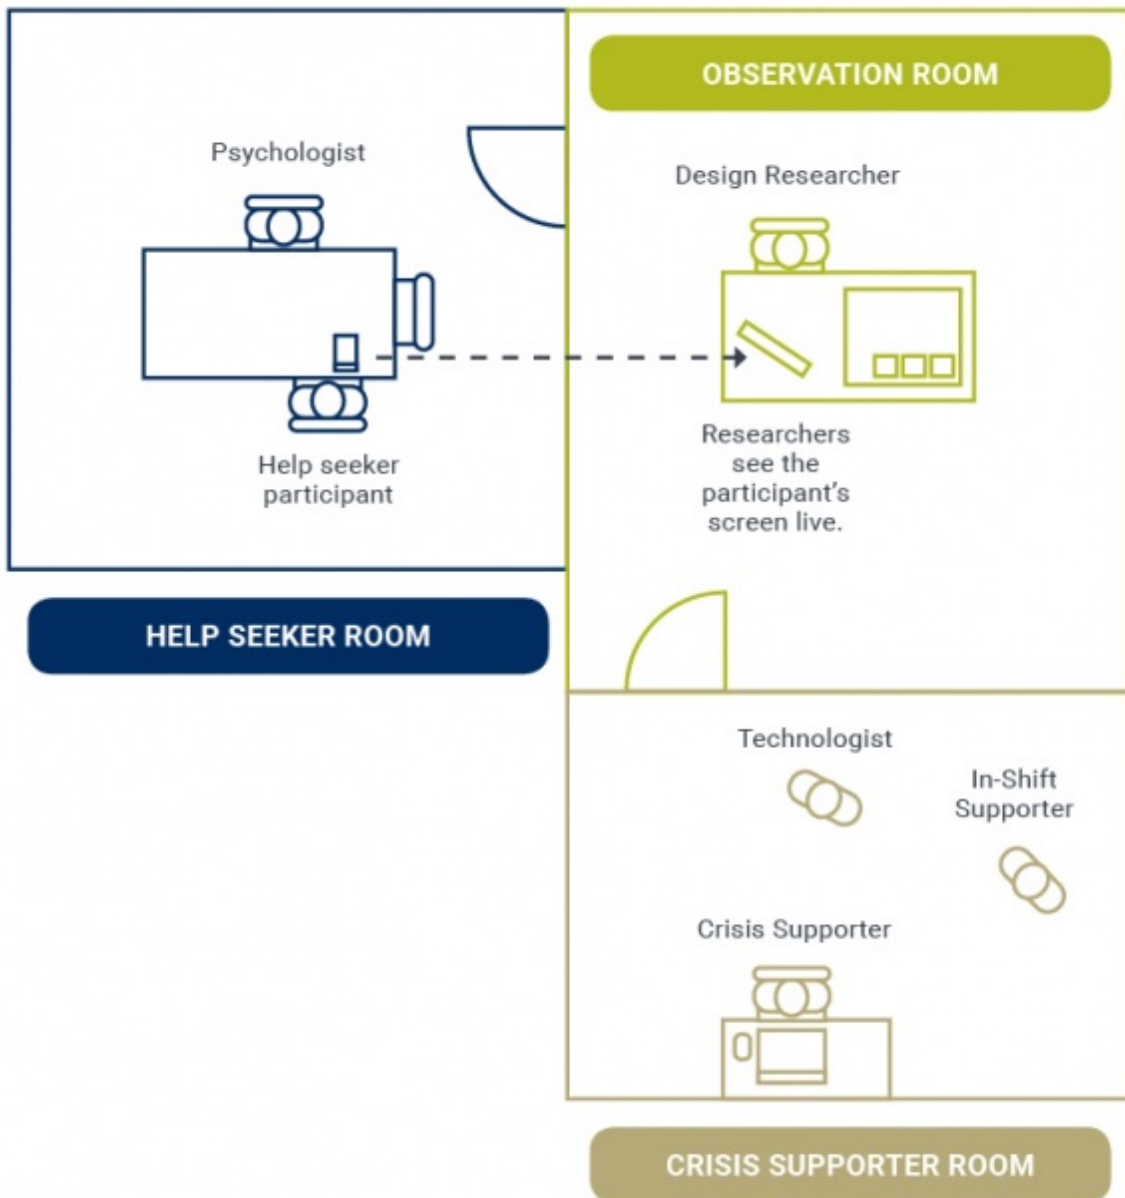 OBSERVATION ROOM
Psychologist
Design Researcher
Help seeker
participant
Researchers
see the
participant's
screen live.
HELP SEEKER ROOM
Technologist
In-Shift
Supporter
Crisis Supporter
CRISIS SUPPORTER ROOM